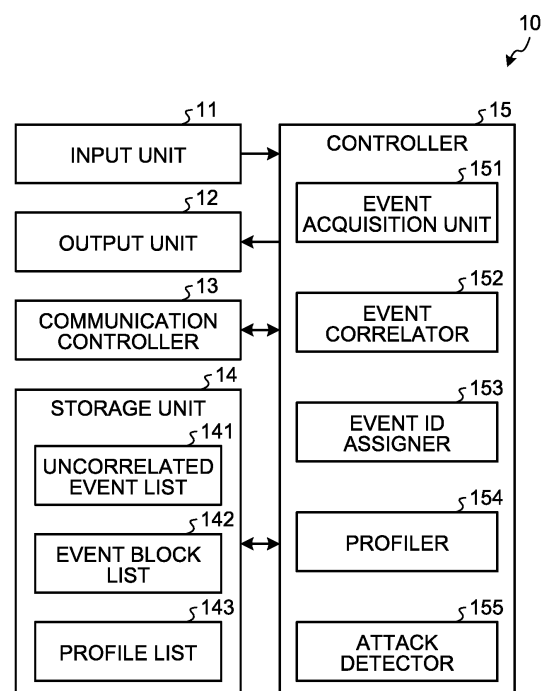 10
11
INPUT UNIT
12
OUTPUT UNIT
13
COMMUNICATION
CONTROLLER
14
STORAGE UNIT
141
UNCORRELATED
EVENT LIST
142
EVENT BLOCK
LIST
143
PROFILE LIST
15
CONTROLLER
151
EVENT
ACQUISITION UNIT
152
EVENT
CORRELATOR
153
EVENT ID
ASSIGNER
154
PROFILER
155
ATTACK
DETECTOR